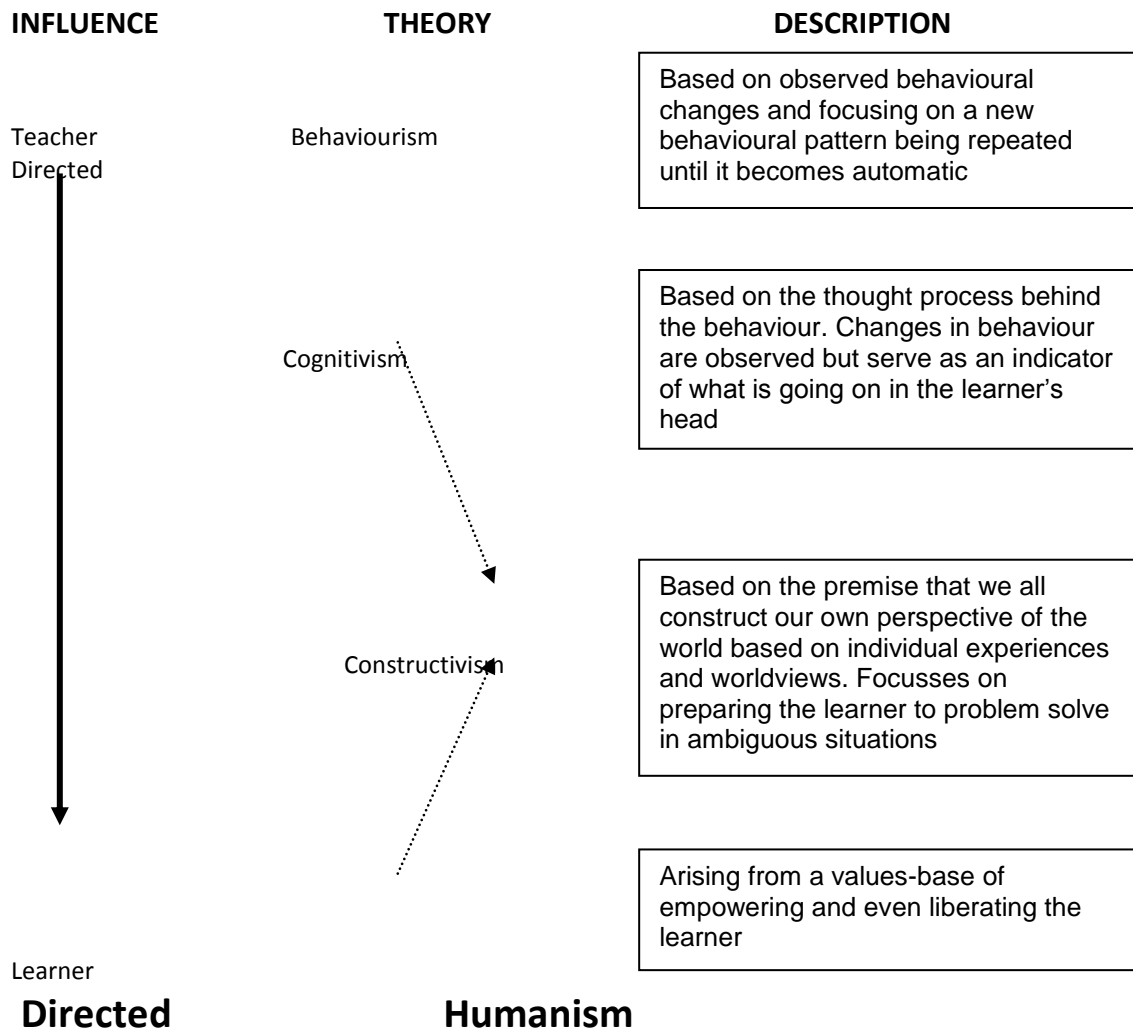 INFLUENCE THEORY DESCRIPTION
Teacher
Directed
Behaviourism
Based on observed behavioural
changes and focusing on a new
behavioural pattern being repeated
until it becomes automatic
Cognitivism
Based on the thought process behind
the behaviour. Changes in behaviour
are observed but serve as an indicator
of what is going on in the learner’s
head
Constructivism
Based on the premise that we all
construct our own perspective of the
world based on individual experiences
and worldviews. Focusses on
preparing the learner to problem solve
in ambiguous situations
Arising from a values-base of
empowering and even liberating the
learner
Learner
Directed Humanism